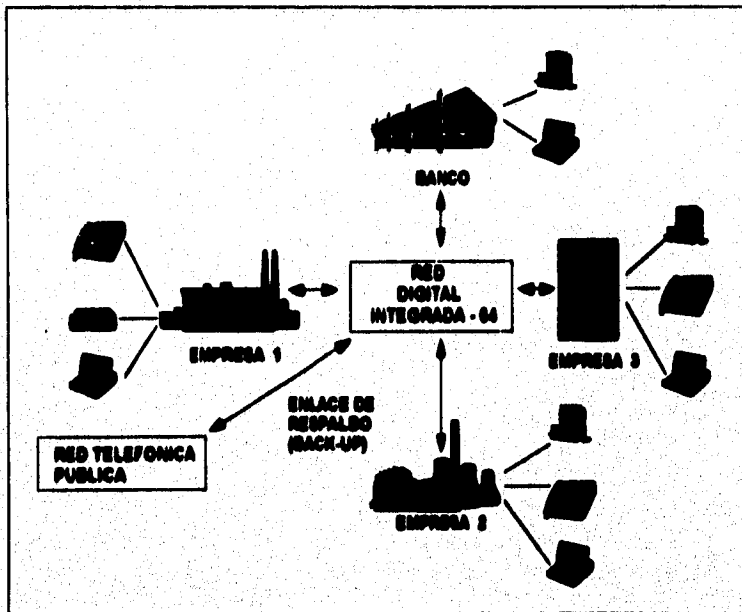 BANCO
RED
DIGITAL
INTEGRADA - 64
EMPRESA 1
EMPRESA 3
ENLACE DE
RESPALDO
(BACK-UP)
RED TELEFONICA
PUBLICA
EMPRESA 2